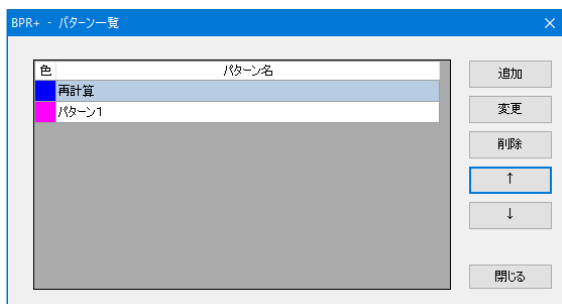 BPR+ - パターン一覧
色 パターン名
再計算
パターン1
追加
変更
削除
↑
↓
閉じる